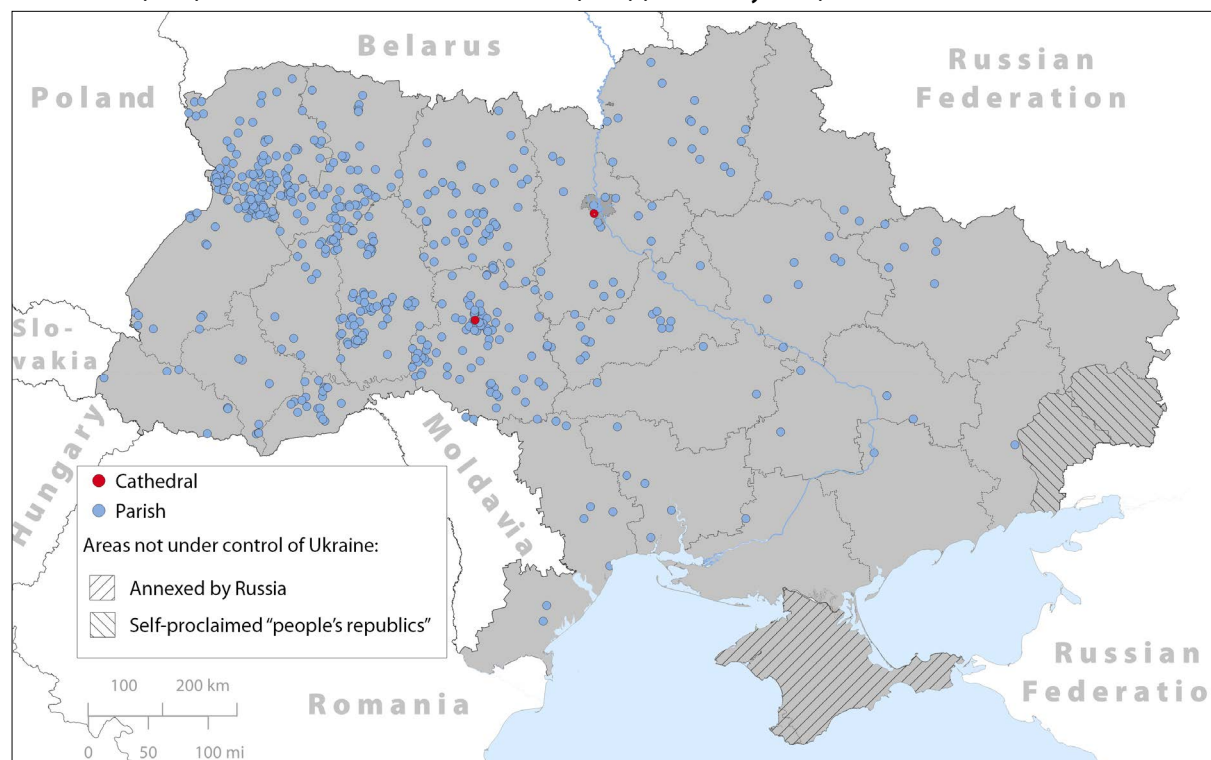 Belarus
Russian
Federation
Poland
Slo-
vakia
Hungary
Moldavia
Cathedral
Parish
Areas not under control of Ukraine:
Annexed by Russia
Self-proclaimed “people’s republics”
100 200 km
0 50 100 mi
Romania
Russian
Federatio